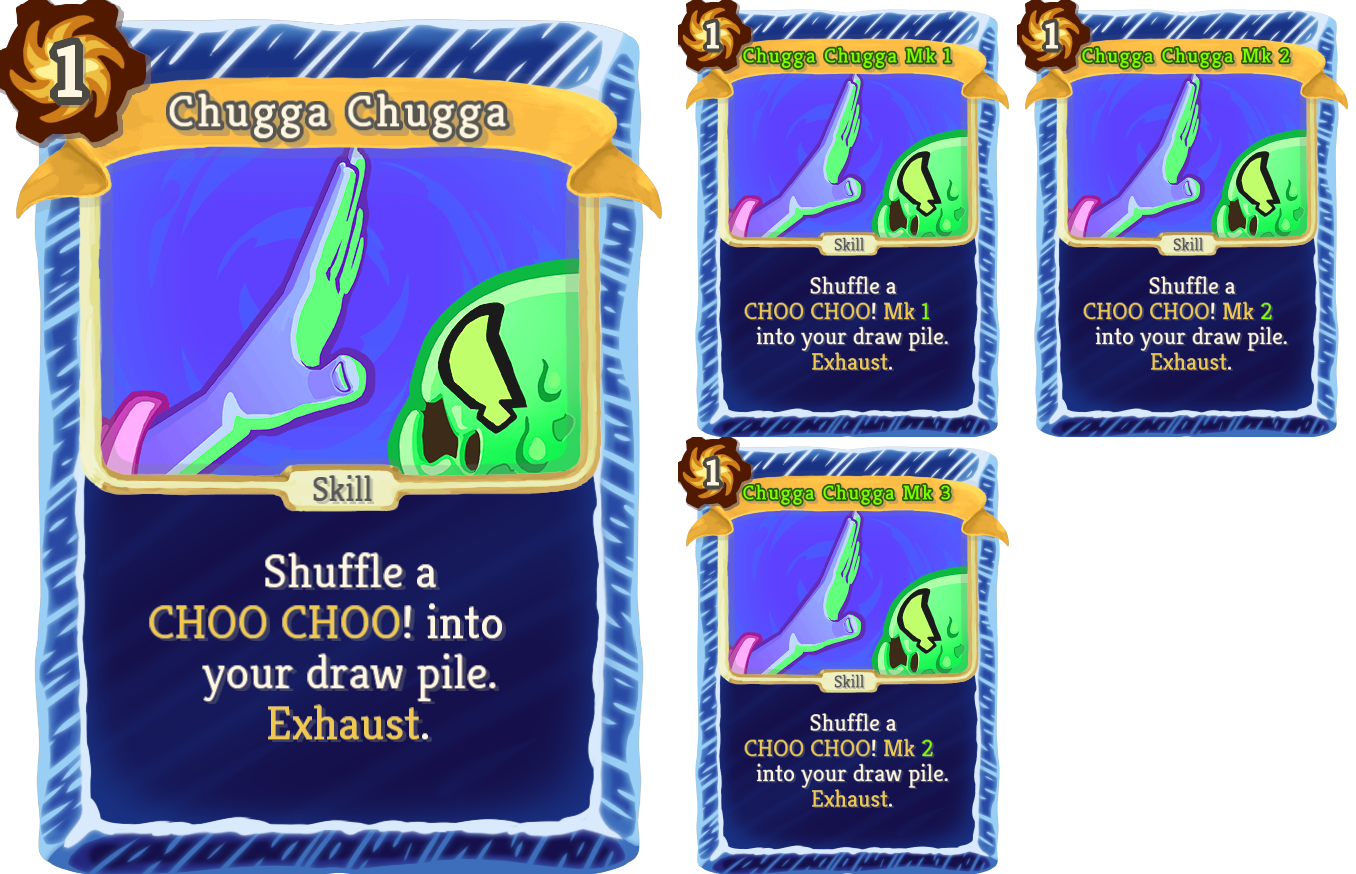 1
Chugga Chugga
Skill
Shuffle a
CHOO CHOO! into
your draw pile.
Exhaust.
1
Chugga Chugga Mk 1
Skill
Shuffle a
CHOO CHOO! Mk 1
into your draw pile.
Exhaust.
1
Chugga Chugga Mk 2
Skill
Shuffle a
CHOO CHOO! Mk 2
into your draw pile.
Exhaust.
1
Chugga Chugga Mk 3
Skill
Shuffle a
CHOO CHOO! Mk 2
into your draw pile.
Exhaust.